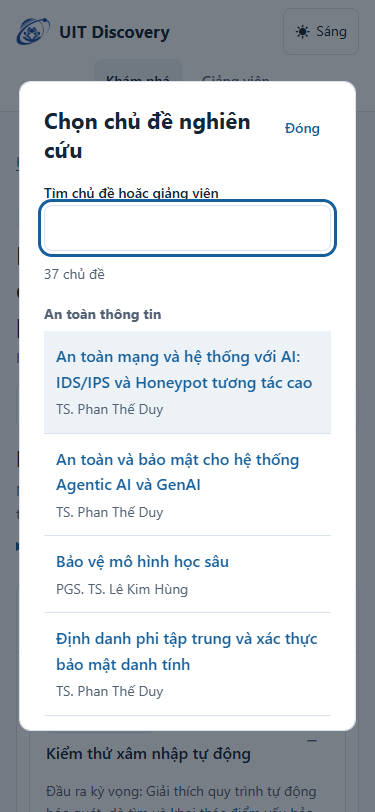 UIT Discovery
Sáng
Khám phá
Giảng viên
Chọn chủ đề nghiên
cứu
Đóng
Tìm chủ đề hoặc giảng viên
37 chủ đề
An toàn thông tin
An toàn mạng và hệ thống với AI:
IDS/IPS và Honeypot tương tác cao
TS. Phan Thế Duy
An toàn và bảo mật cho hệ thống
Agentic AI và GenAI
TS. Phan Thế Duy
Bảo vệ mô hình học sâu
PGS. TS. Lê Kim Hùng
Định danh phi tập trung và xác thực
bảo mật danh tính
TS. Phan Thế Duy
Kiểm thử xâm nhập tự động
Đầu ra kỳ vọng: Giải thích quy trình tự động